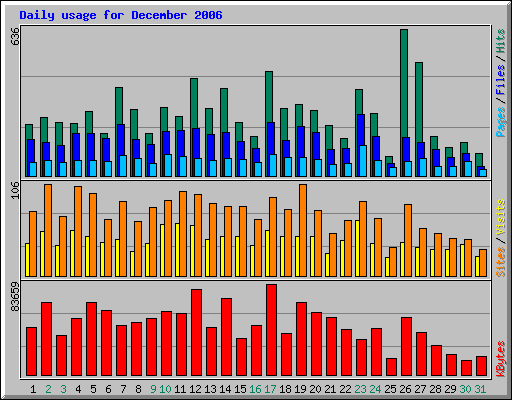 Daily usage for December 2006
636
Pages / Files / Hits
106
Sites / Visits
83659
KBytes
1 2 3 4 5 6 7 8 9 10 11 12 13 14 15 16 17 18 19 20 21 22 23 24 25 26 27 28 29 30 31